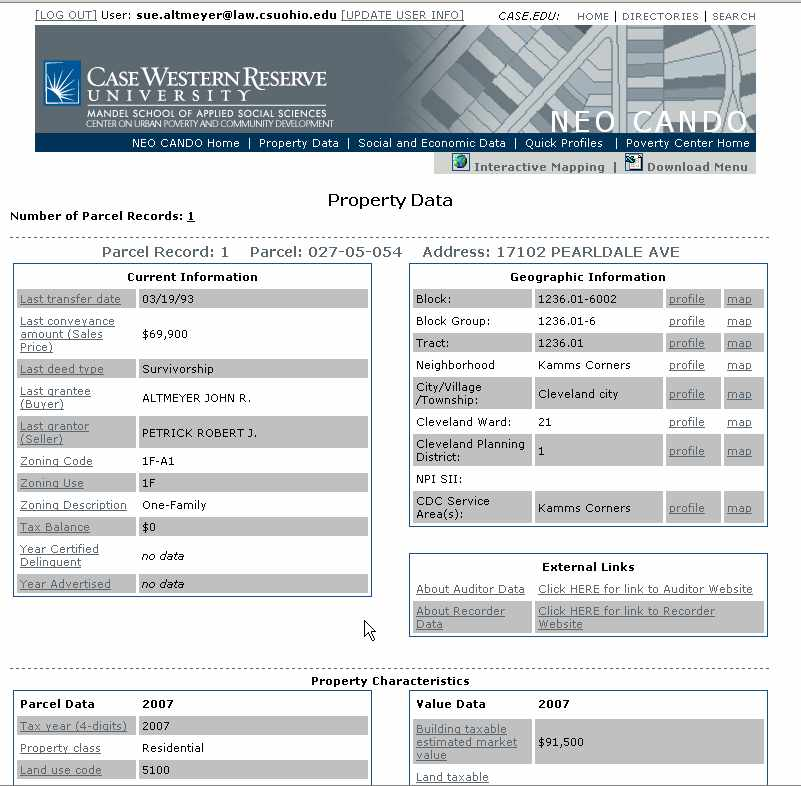 [LOG OUT] User: sue.altmeyer@law.csuohio.edu [UPDATE USER INFO] CASE.EDU: HOME | DIRECTORIES | SEARCH
CASE WESTERN RESERVE
UNIVERSITY
MANDEL SCHOOL OF APPLIED SOCIAL SCIENCES
CENTER ON URBAN POVERTY AND COMMUNITY DEVELOPMENT
NEO CANDO
NEO CANDO Home | Property Data | Social and Economic Data | Quick Profiles | Poverty Center Home
Interactive Mapping | Download Menu
Property Data
Number of Parcel Records: 1
Parcel Record: 1 Parcel: 027-05-054 Address: 17102 PEARLDALE AVE
Current Information
Last transfer date 03/19/93
Last conveyance
amount (Sales
Price)
$69,900
Last deed type Survivorship
Last grantee
(Buyer)
ALTMEYER JOHN R.
Last grantor
(Seller)
PETRICK ROBERT J.
Zoning Code 1F-A1
Zoning Use 1F
Zoning Description One-Family
Tax Balance $0
Year Certified
Delinquent
no data
Year Advertised no data
Geographic Information
Block: 1236.01-6002 profile map
Block Group: 1236.01-6 profile map
Tract: 1236.01 profile map
Neighborhood Kamms Corners profile map
City/Village
/Township:
Cleveland city profile map
Cleveland Ward: 21 profile map
Cleveland Planning
District:
1 profile map
NPI SII:
CDC Service
Area(s):
Kamms Corners profile map
External Links
About Auditor Data Click HERE for link to Auditor Website
About Recorder
Data
Click HERE for link to Recorder
Website
Property Characteristics
Parcel Data 2007
Tax year (4-digits) 2007
Property class Residential
Land use code 5100
Value Data 2007
Building taxable
estimated market
value
$91,500
Land taxable